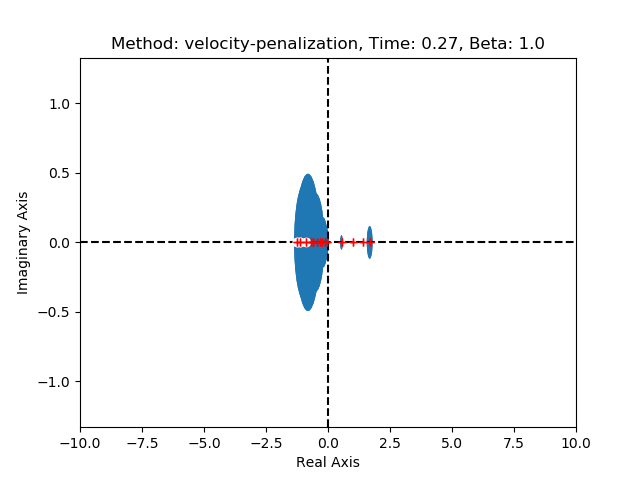 Method: velocity-penalization, Time: 0.27, Beta: 1.0
1.0
0.5
0.0
−0.5
−1.0
Imaginary Axis
−10.0 −7.5 −5.0 −2.5 0.0 2.5 5.0 7.5 10.0
Real Axis